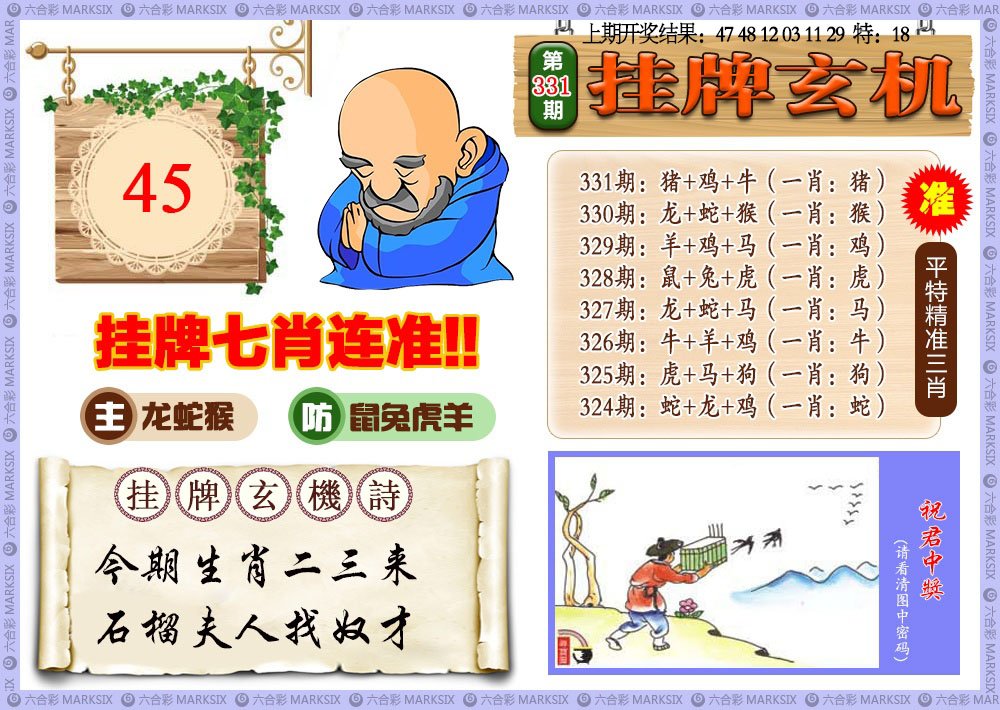 六合彩 MARKSIX
上期开奖结果：47 48 12 03 11 29 特：18
第
331
期
挂牌玄机
45
挂牌七肖连准!!
主 龙蛇猴
防 鼠兔虎羊
331期：猪+鸡+牛（一肖：猪）
330期：龙+蛇+猴（一肖：猴）
329期：羊+鸡+马（一肖：鸡）
328期：鼠+兔+虎（一肖：虎）
327期：龙+蛇+马（一肖：马）
326期：牛+羊+鸡（一肖：牛）
325期：虎+马+狗（一肖：狗）
324期：蛇+龙+鸡（一肖：蛇）
准
平特精准三肖
挂牌玄機詩
今期生肖二三来
石榴夫人找奴才
祝君中奖
（请看清图中密码）